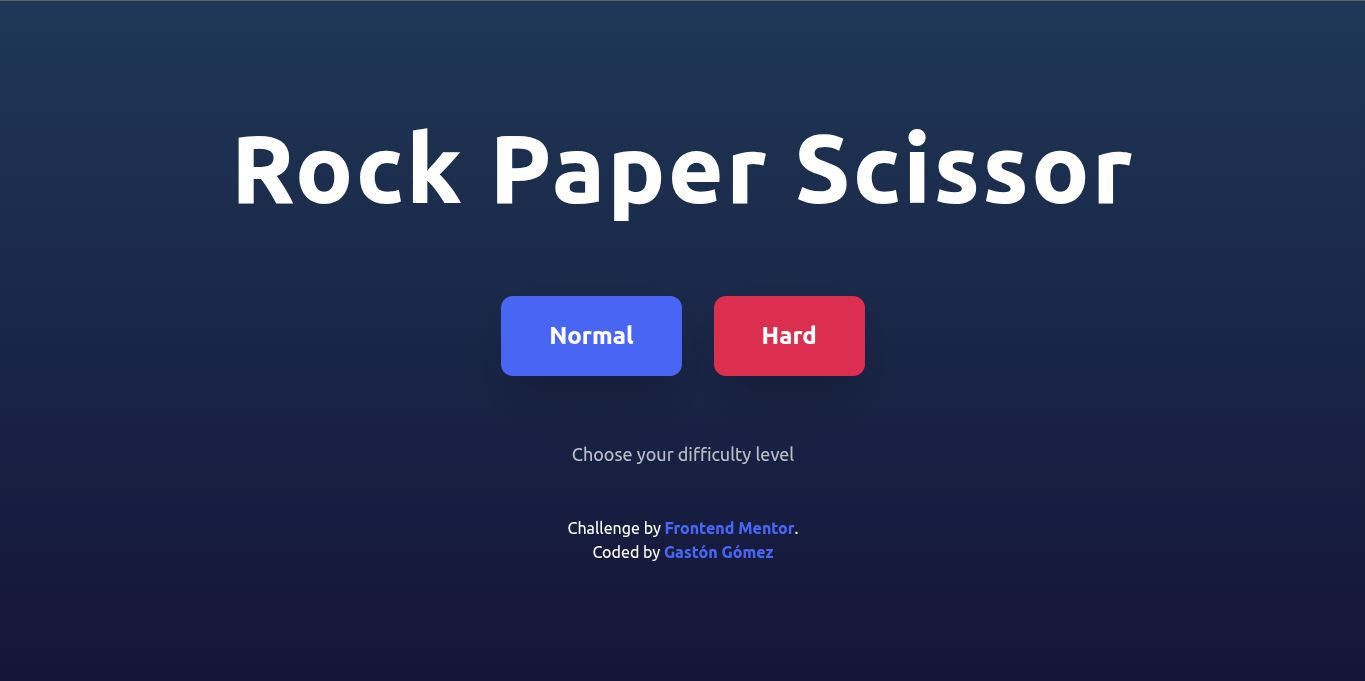 Rock Paper Scissor
Normal
Hard
Choose your difficulty level
Challenge by Frontend Mentor.
Coded by Gastón Gómez